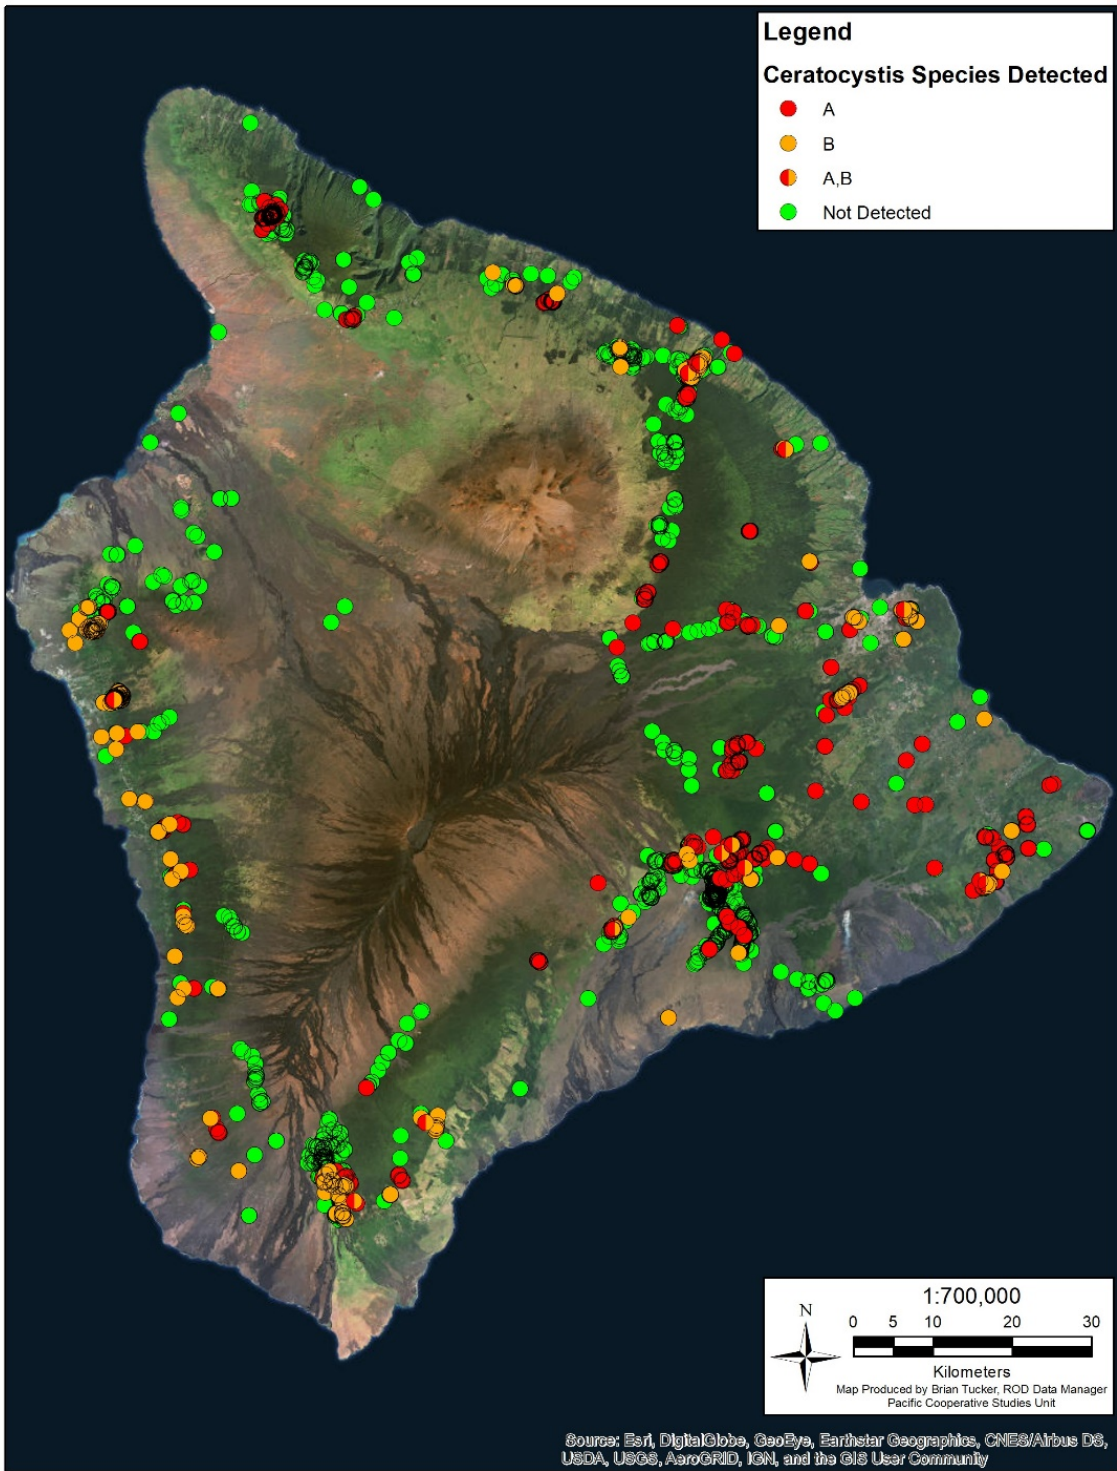 Legend
Ceratocystis Species Detected
A
B
A,B
Not Detected
N
1:700,000
0 5 10 20 30
Kilometers
Map Produced by Brian Tucker, ROD Data Manager
Pacific Cooperative Studies Unit
Source: Esri, DigitalGlobe, GeoEye, Earthstar Geographics, CNES/Airbus DS,
USDA, USGS, AeroGRID, IGN, and the GIS User Community